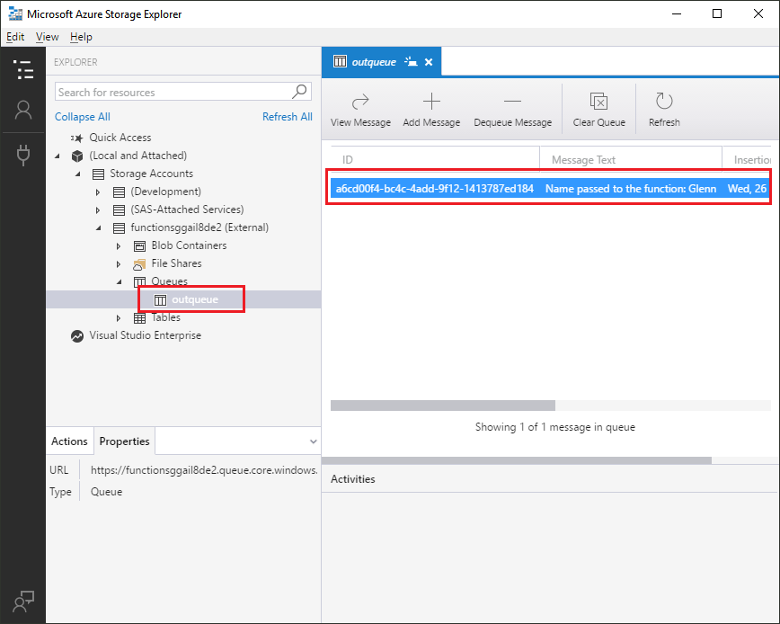 Microsoft Azure Storage Explorer
Edit View Help
EXPLORER
Search for resources
Collapse All Refresh All
Quick Access
(Local and Attached)
Storage Accounts
(Development)
(SAS-Attached Services)
functionsggail8de2 (External)
Blob Containers
File Shares
Queues
outqueue
Tables
Visual Studio Enterprise
Actions Properties
URL https://functionsggail8de2.queue.core.windows.
Type Queue
outqueue
View Message Add Message Dequeue Message Clear Queue Refresh
ID Message Text Insertio
a6cd00f4-bc4c-4add-9f12-1413787ed184 Name passed to the function: Glenn Wed, 26
Showing 1 of 1 message in queue
Activities